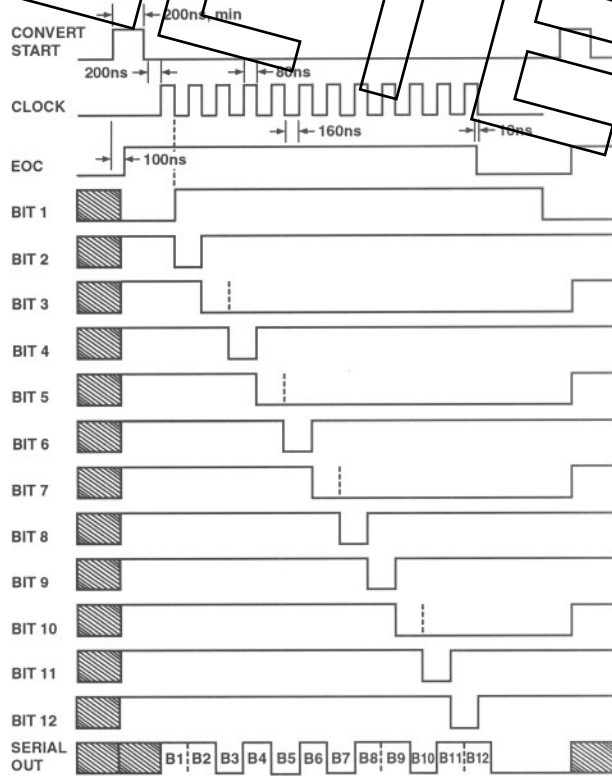 200ns, min
CONVERT
START
200ns
80ns
CLOCK
160ns
10ns
EOC
100ns
BIT 1
BIT 2
BIT 3
BIT 4
BIT 5
BIT 6
BIT 7
BIT 8
BIT 9
BIT 10
BIT 11
BIT 12
SERIAL
OUT
B1 B2 B3 B4 B5 B6 B7 B8 B9 B10 B11 B12